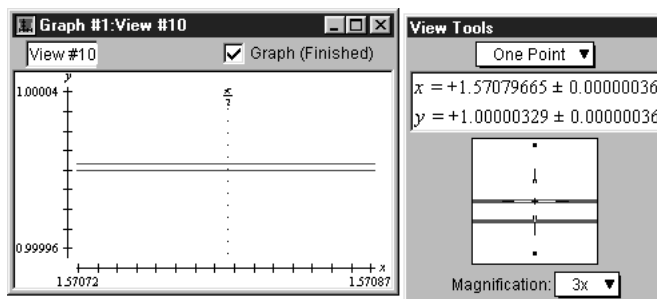 Graph #1:View #10
View #10
Graph (Finished)
y
1.00004
0.99996
1.57072
1.57087
x
View Tools
One Point
x = +1.57079665 ± 0.00000036
y = +1.00000329 ± 0.00000036
Magnification: 3x